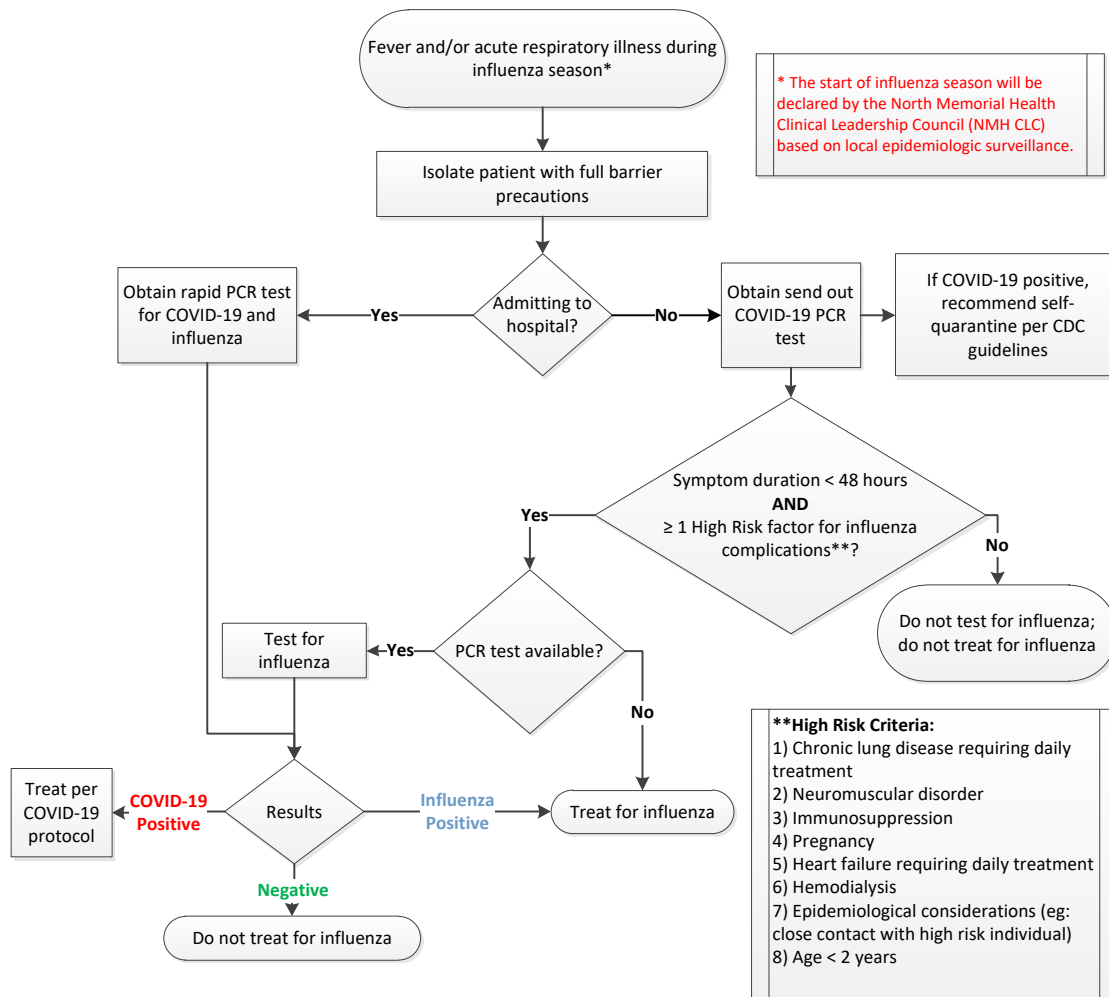 Fever and/or acute respiratory illness during
influenza season*
* The start of influenza season will be
declared by the North Memorial Health
Clinical Leadership Council (NMH CLC)
based on local epidemiologic surveillance.
Isolate patient with full barrier
precautions
Obtain rapid PCR test
for COVID-19 and
influenza
Yes
Admitting to
hospital?
No
Obtain send out
COVID-19 PCR
test
If COVID-19 positive,
recommend self-
quarantine per CDC
guidelines
Symptom duration < 48 hours
AND
≥ 1 High Risk factor for influenza
complications**?
Yes
No
Do not test for influenza;
do not treat for influenza
Test for
influenza
Yes
PCR test available?
No
Treat per
COVID-19
protocol
COVID-19
Positive
Results
Influenza
Positive
Treat for influenza
Negative
Do not treat for influenza
**High Risk Criteria:
1) Chronic lung disease requiring daily
treatment
2) Neuromuscular disorder
3) Immunosuppression
4) Pregnancy
5) Heart failure requiring daily treatment
6) Hemodialysis
7) Epidemiological considerations (eg:
close contact with high risk individual)
8) Age < 2 years